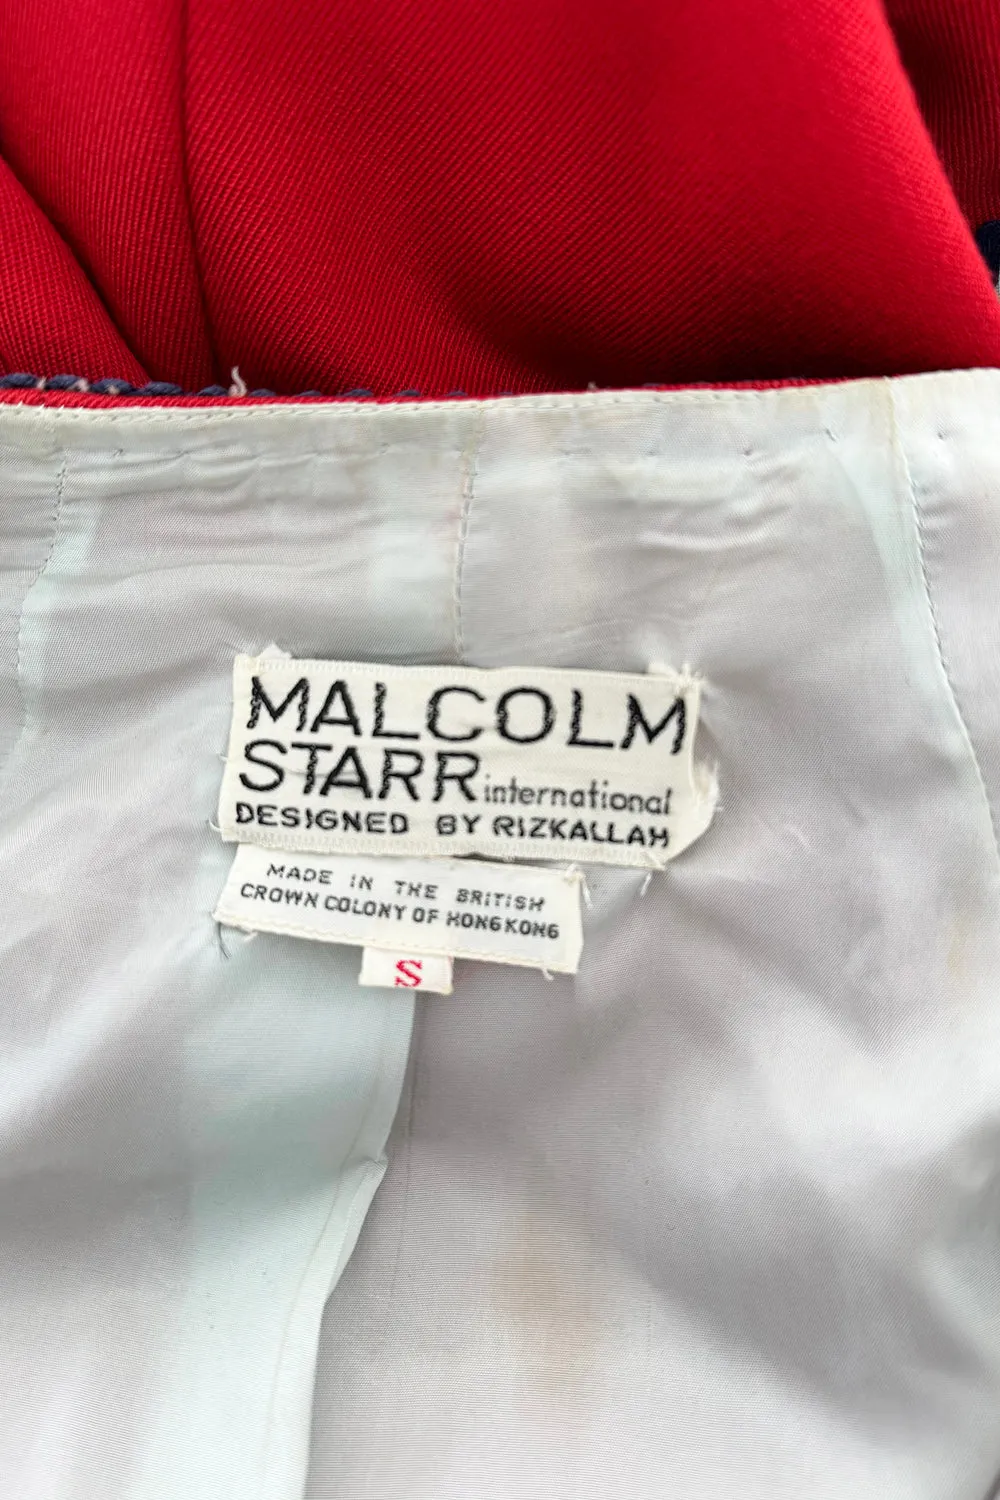 MALCOLM
STARR international
DESIGNED BY RIZKALLAH
MADE IN THE BRITISH
CROWN COLONY OF HONG KONG
S